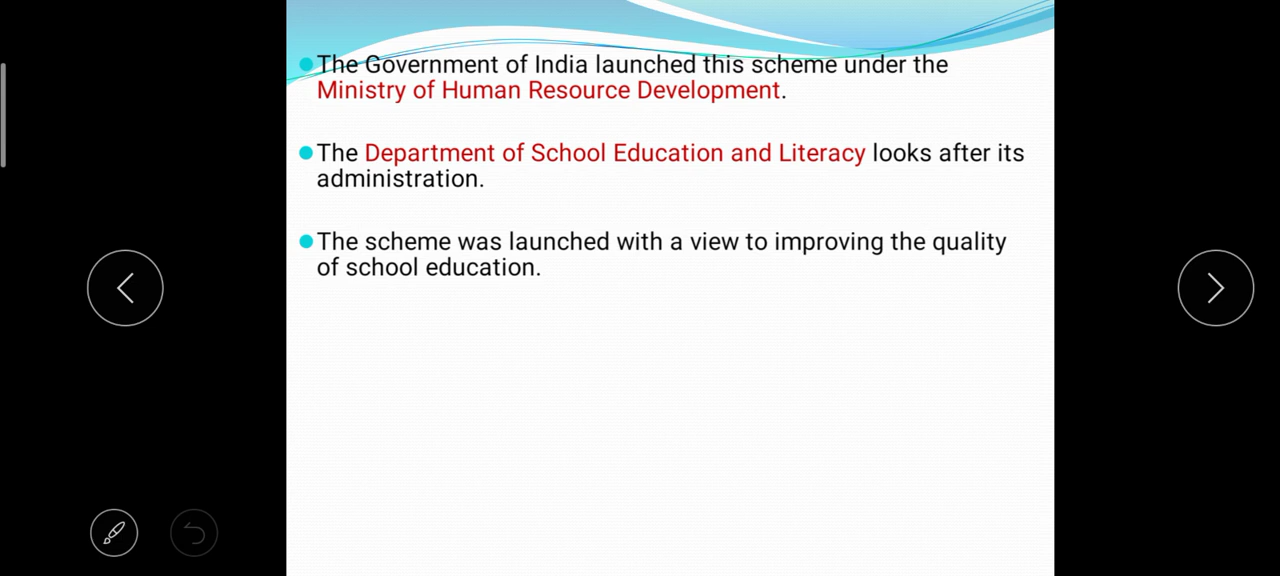 The Government of India launched this scheme under the
Ministry of Human Resource Development.
The Department of School Education and Literacy looks after its
administration.
The scheme was launched with a view to improving the quality
of school education.